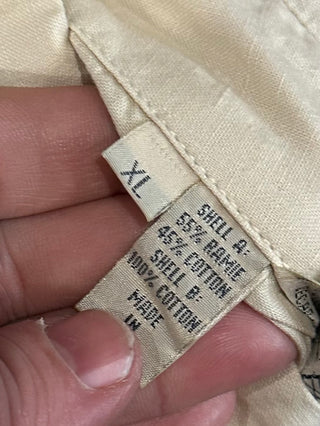 XL
SHELL A:
55% RAMIE
45% COTTON
SHELL B:
100% COTTON
MADE
IN